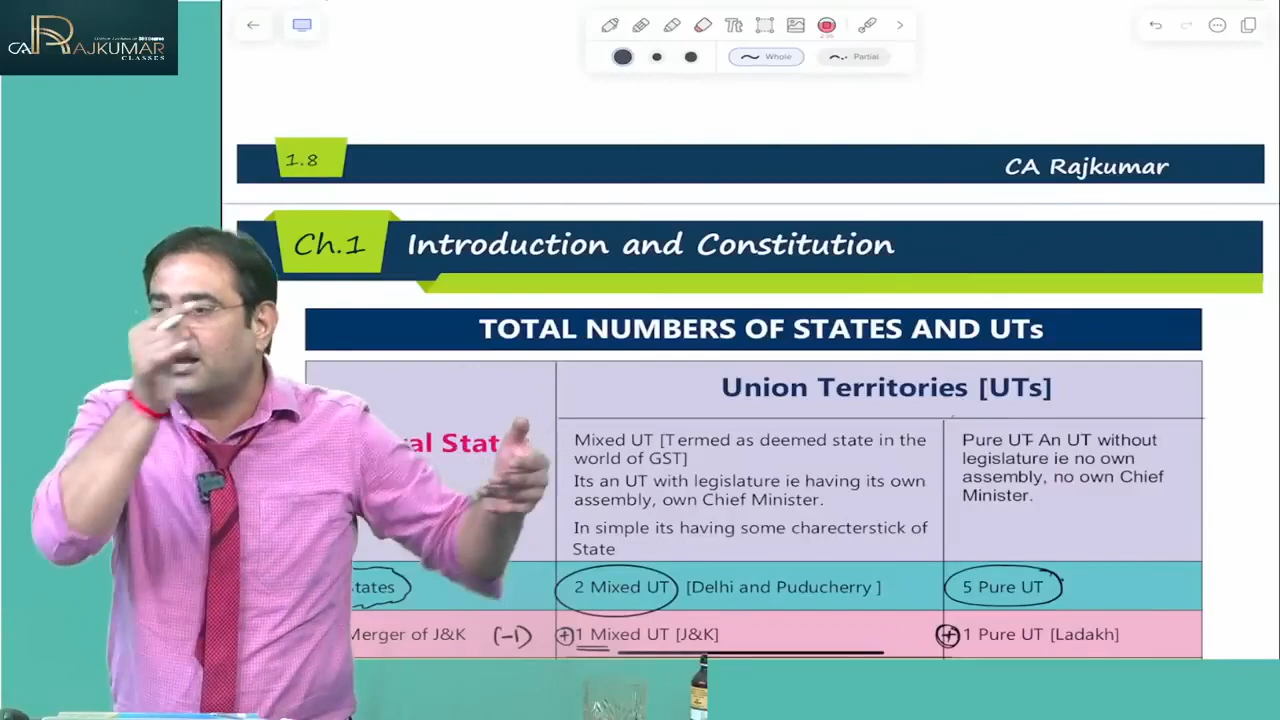 CA RAJKUMAR
CLASSES
Whole
Partial
1.8
CA Rajkumar
Ch.1
Introduction and Constitution
TOTAL NUMBERS OF STATES AND UTs
Union Territories [UTs]
al Stat
Mixed UT [Termed as deemed state in the
world of GST]
Its an UT with legislature ie having its own
assembly, own Chief Minister.
In simple its having some charecterstick of
State
Pure UT- An UT without
legislature ie no own
assembly, no own Chief
Minister.
tates
2 Mixed UT [Delhi and Puducherry ]
5 Pure UT
Merger of J&K (-1)
+ 1 Mixed UT [J&K]
+ 1 Pure UT [Ladakh]